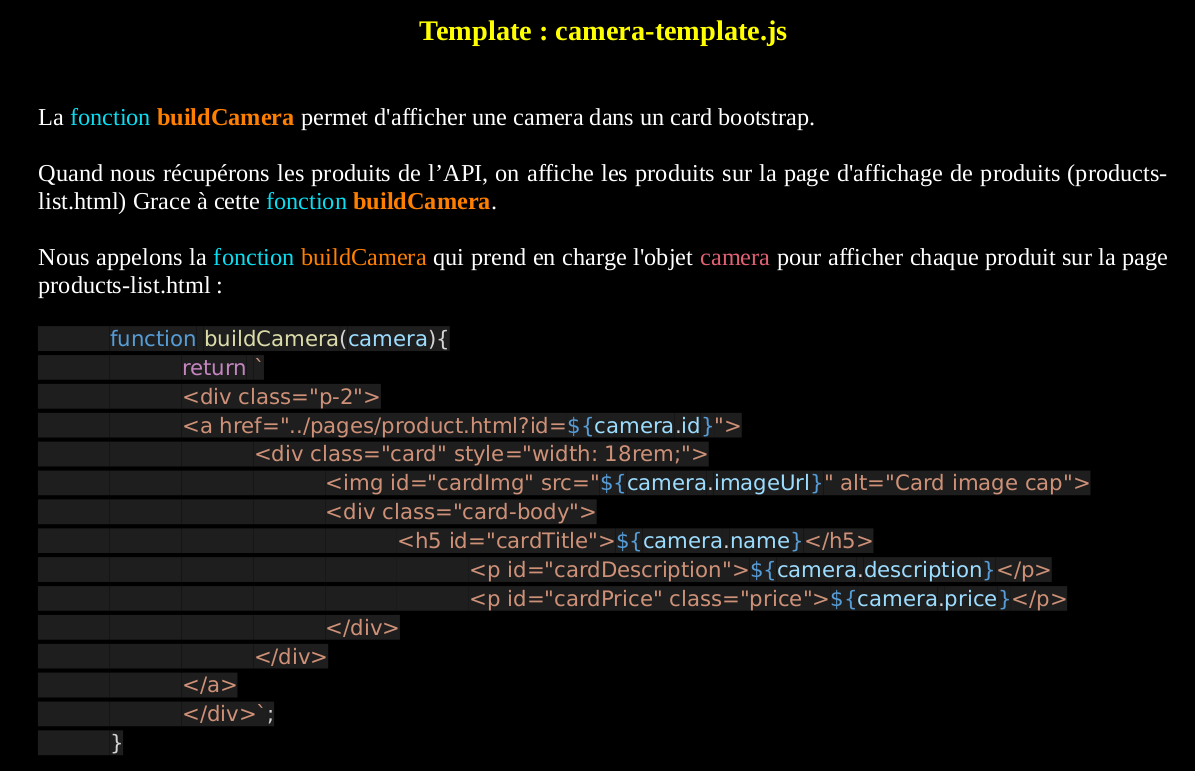 Template : camera-template.js
La fonction buildCamera permet d'afficher une camera dans un card bootstrap.
Quand nous récupérons les produits de l’API, on affiche les produits sur la page d'affichage de produits (products-
list.html) Grace à cette fonction buildCamera.
Nous appelons la fonction buildCamera qui prend en charge l'objet camera pour afficher chaque produit sur la page
products-list.html :
function buildCamera(camera){
return `
<div class="p-2">
<a href="../pages/product.html?id=${camera.id}">
<div class="card" style="width: 18rem;">
<img id="cardImg" src="${camera.imageUrl}" alt="Card image cap">
<div class="card-body">
<h5 id="cardTitle">${camera.name}</h5>
<p id="cardDescription">${camera.description}</p>
<p id="cardPrice" class="price">${camera.price}</p>
</div>
</div>
</a>
</div>`;
}